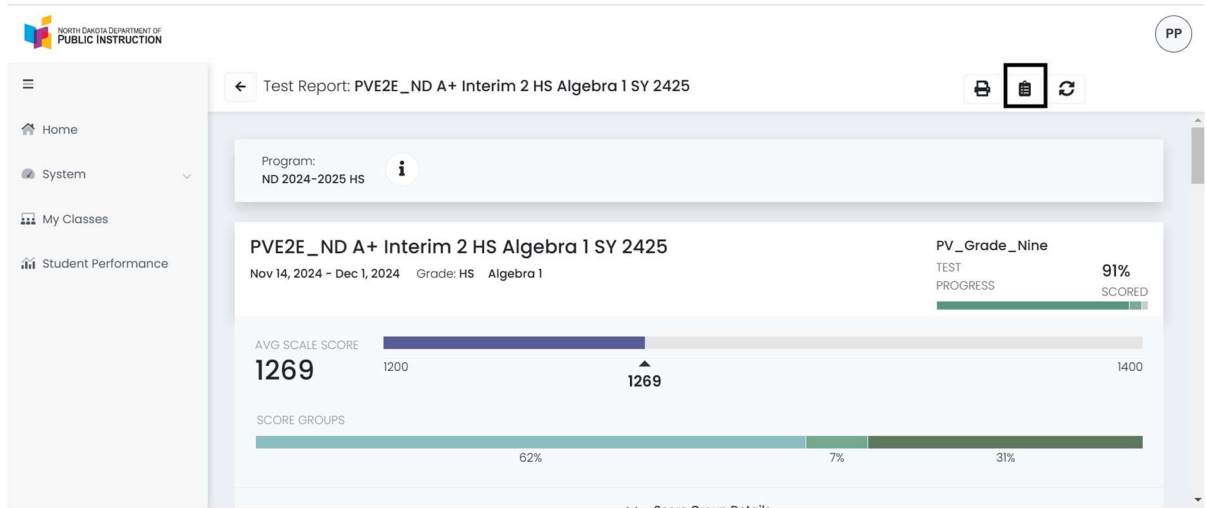 NORTH DAKOTA DEPARTMENT OF
PUBLIC INSTRUCTION
PP
Test Report: PVE2E_ND A+ Interim 2 HS Algebra 1 SY 2425
Home
System
My Classes
Student Performance
Program:
ND 2024-2025 HS
i
PVE2E_ND A+ Interim 2 HS Algebra 1 SY 2425
Nov 14, 2024 - Dec 1, 2024 Grade: HS Algebra 1
PV_Grade_Nine
TEST
PROGRESS
91%
SCORED
AVG SCALE SCORE
1269
1200
1269
1400
SCORE GROUPS
62% 7% 31%
Score Group Details